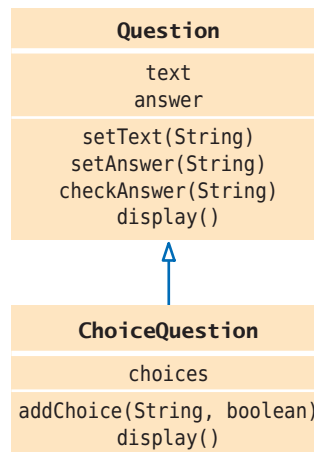 Question
text
answer
setText(String)
setAnswer(String)
checkAnswer(String)
display()
ChoiceQuestion
choices
addChoice(String, boolean)
display()